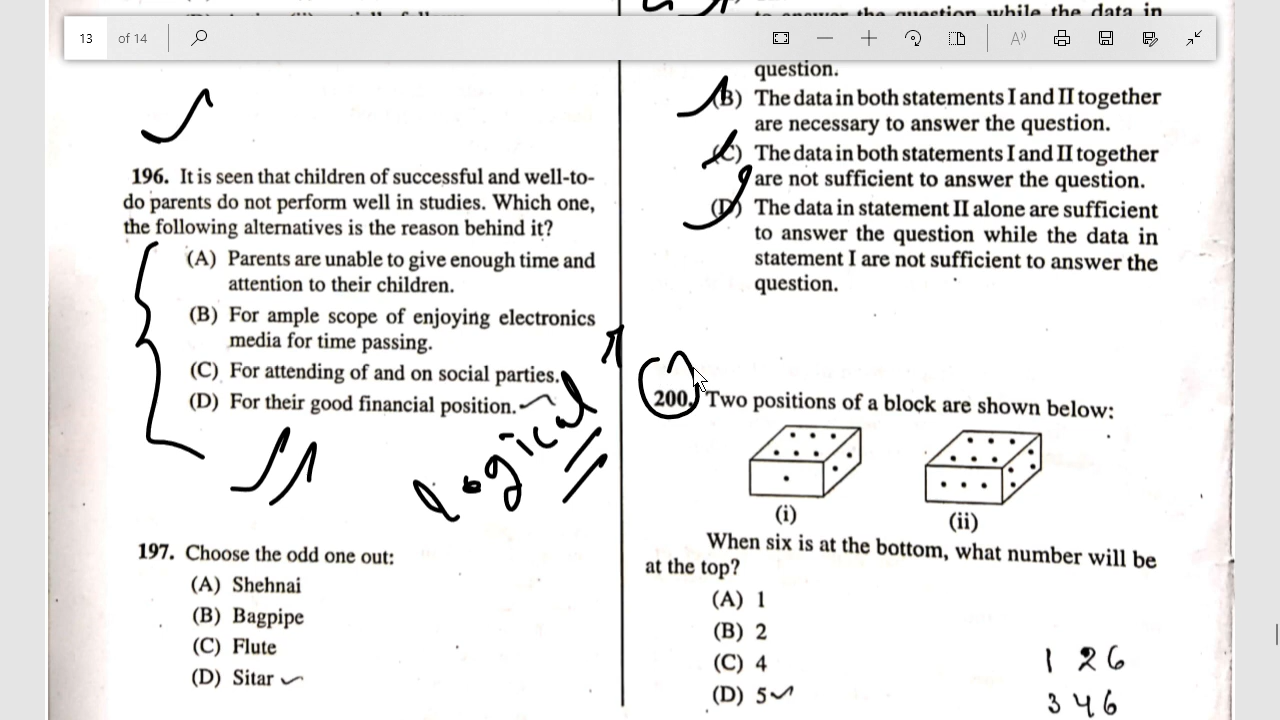 13 of 14
196. It is seen that children of successful and well-to-
do parents do not perform well in studies. Which one,
the following alternatives is the reason behind it?
(A) Parents are unable to give enough time and
attention to their children.
(B) For ample scope of enjoying electronics
media for time passing.
(C) For attending of and on social parties.
(D) For their good financial position.
logical
197. Choose the odd one out:
(A) Shehnai
(B) Bagpipe
(C) Flute
(D) Sitar
to answer the question while the data in
question.
(B) The data in both statements I and II together
are necessary to answer the question.
(C) The data in both statements I and II together
are not sufficient to answer the question.
(D) The data in statement II alone are sufficient
to answer the question while the data in
statement I are not sufficient to answer the
question.
200. Two positions of a block are shown below:
(i) (ii)
When six is at the bottom, what number will be
at the top?
(A) 1
(B) 2
(C) 4
(D) 5
1 2 6
3 4 6